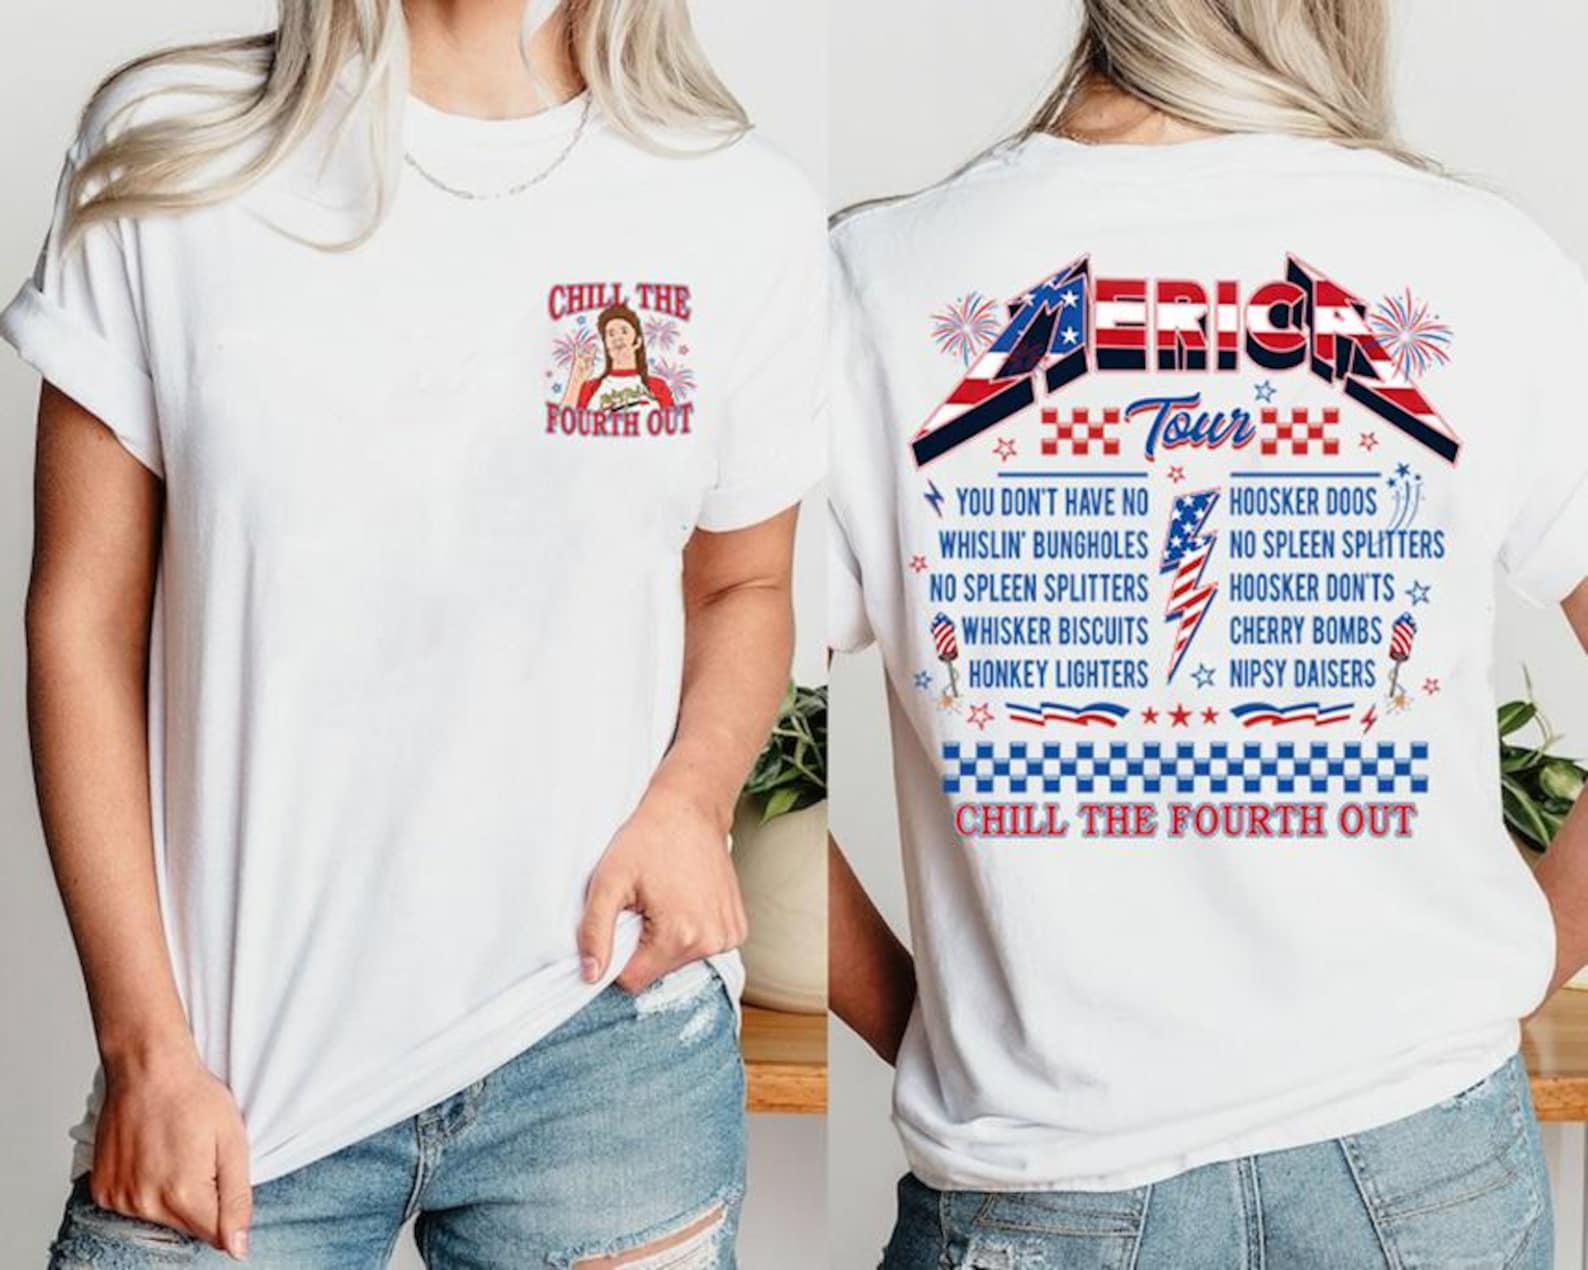 CHILL THE
FOURTH OUT
MERICA
Tour
YOU DON'T HAVE NO
WHISLIN' BUNGHOLES
NO SPLEEN SPLITTERS
WHISKER BISCUITS
HONKEY LIGHTERS
HOOSKER DOOS
NO SPLEEN SPLITTERS
HOOSKER DON'TS
CHERRY BOMBS
NIPSY DAISERS
CHILL THE FOURTH OUT